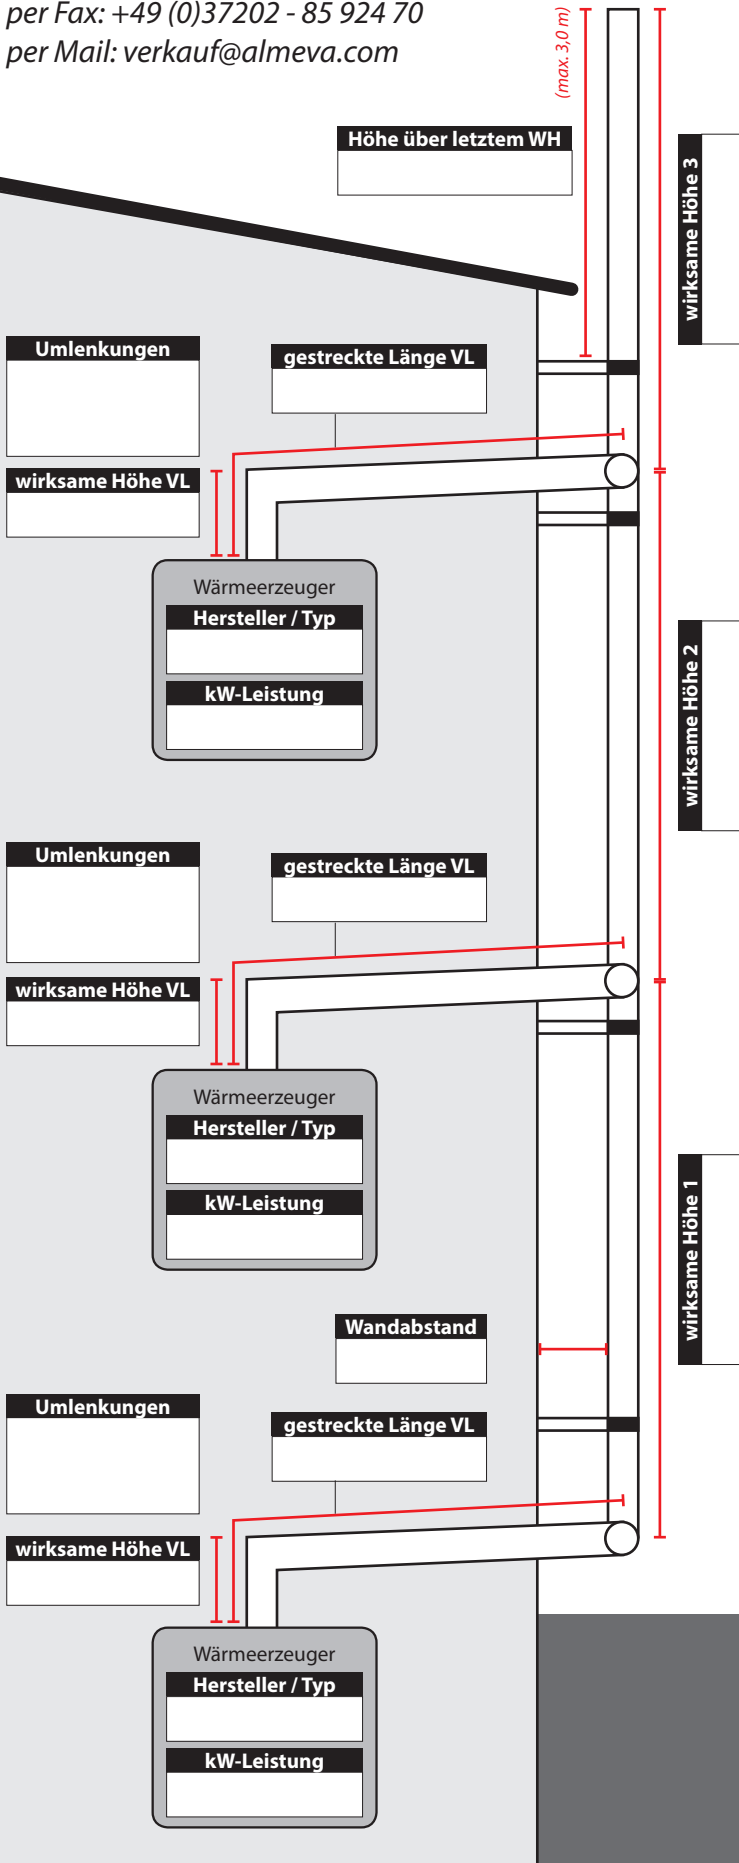 per Fax: +49 (0)37202 - 85 924 70
per Mail: verkauf@almeva.com
(max. 3,0 m)
Höhe über letztem WH
wirksame Höhe 3
Umlenkungen
gestreckte Länge VL
wirksame Höhe VL
Wärmeerzeuger
Hersteller / Typ
kW-Leistung
wirksame Höhe 2
Umlenkungen
gestreckte Länge VL
wirksame Höhe VL
Wärmeerzeuger
Hersteller / Typ
kW-Leistung
wirksame Höhe 1
Wandabstand
Umlenkungen
gestreckte Länge VL
wirksame Höhe VL
Wärmeerzeuger
Hersteller / Typ
kW-Leistung